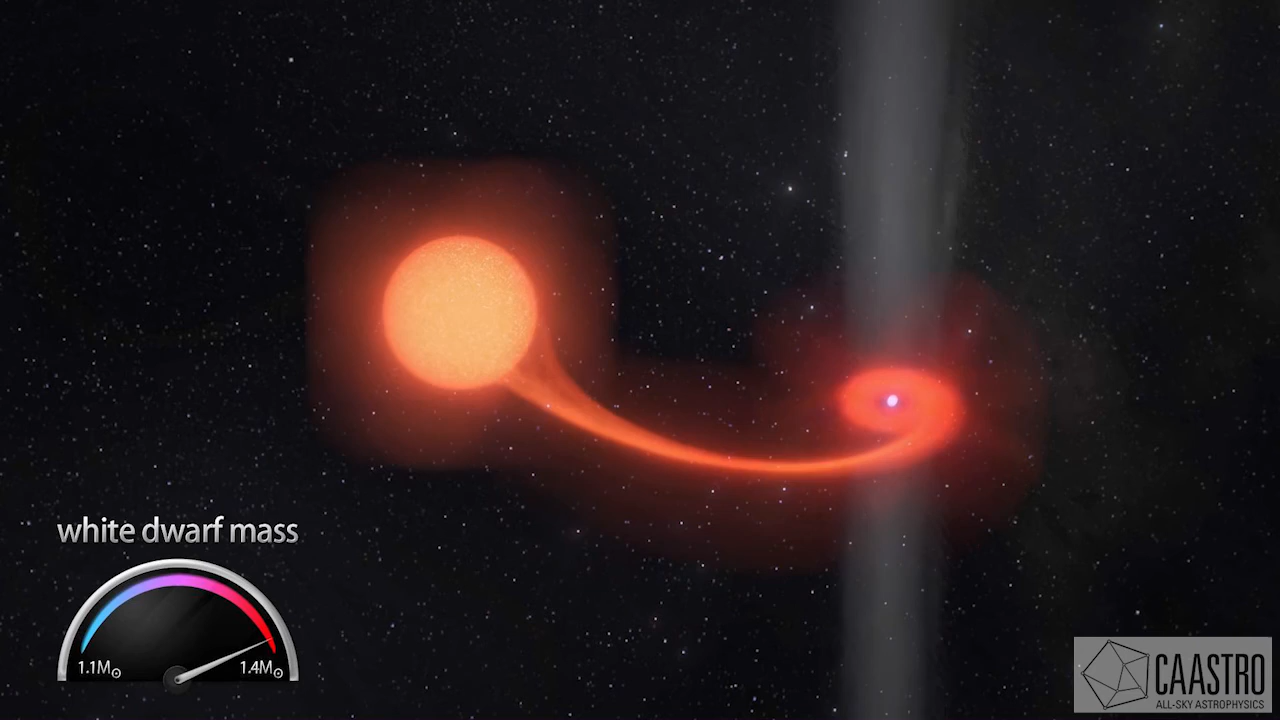 white dwarf mass
1.1M☉
1.4M☉
CAASTRO
ALL-SKY ASTROPHYSICS